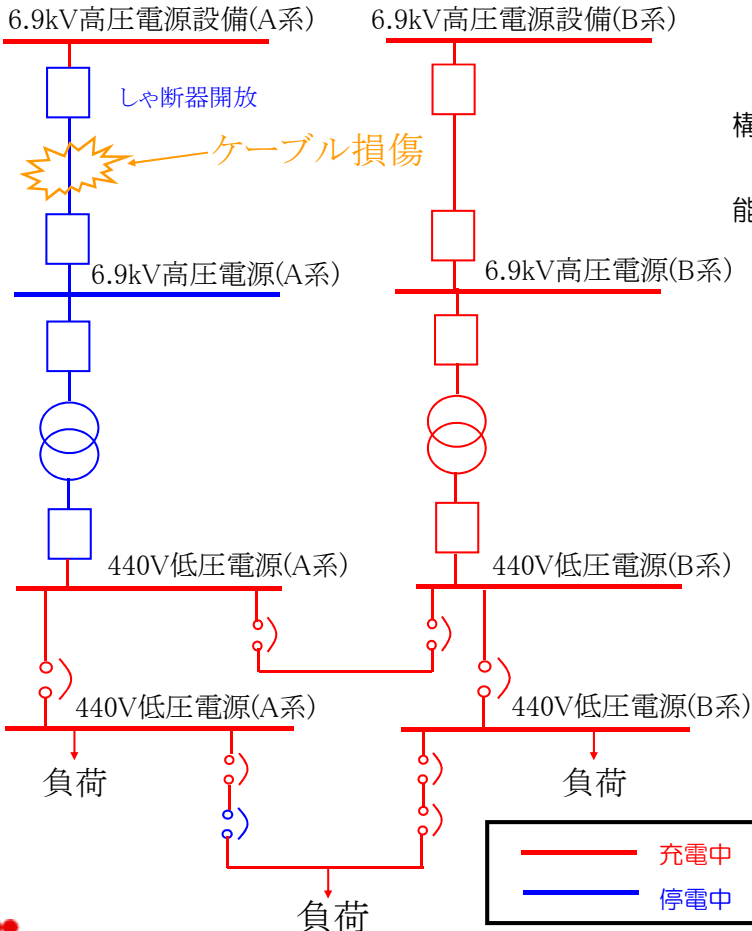 6.9kV高圧電源設備(A系)
6.9kV高圧電源設備(B系)
しゃ断器開放
ケーブル損傷
構
能
6.9kV高圧電源(A系)
6.9kV高圧電源(B系)
440V低圧電源(A系)
440V低圧電源(B系)
440V低圧電源(A系)
440V低圧電源(B系)
負荷
負荷
負荷
充電中
停電中